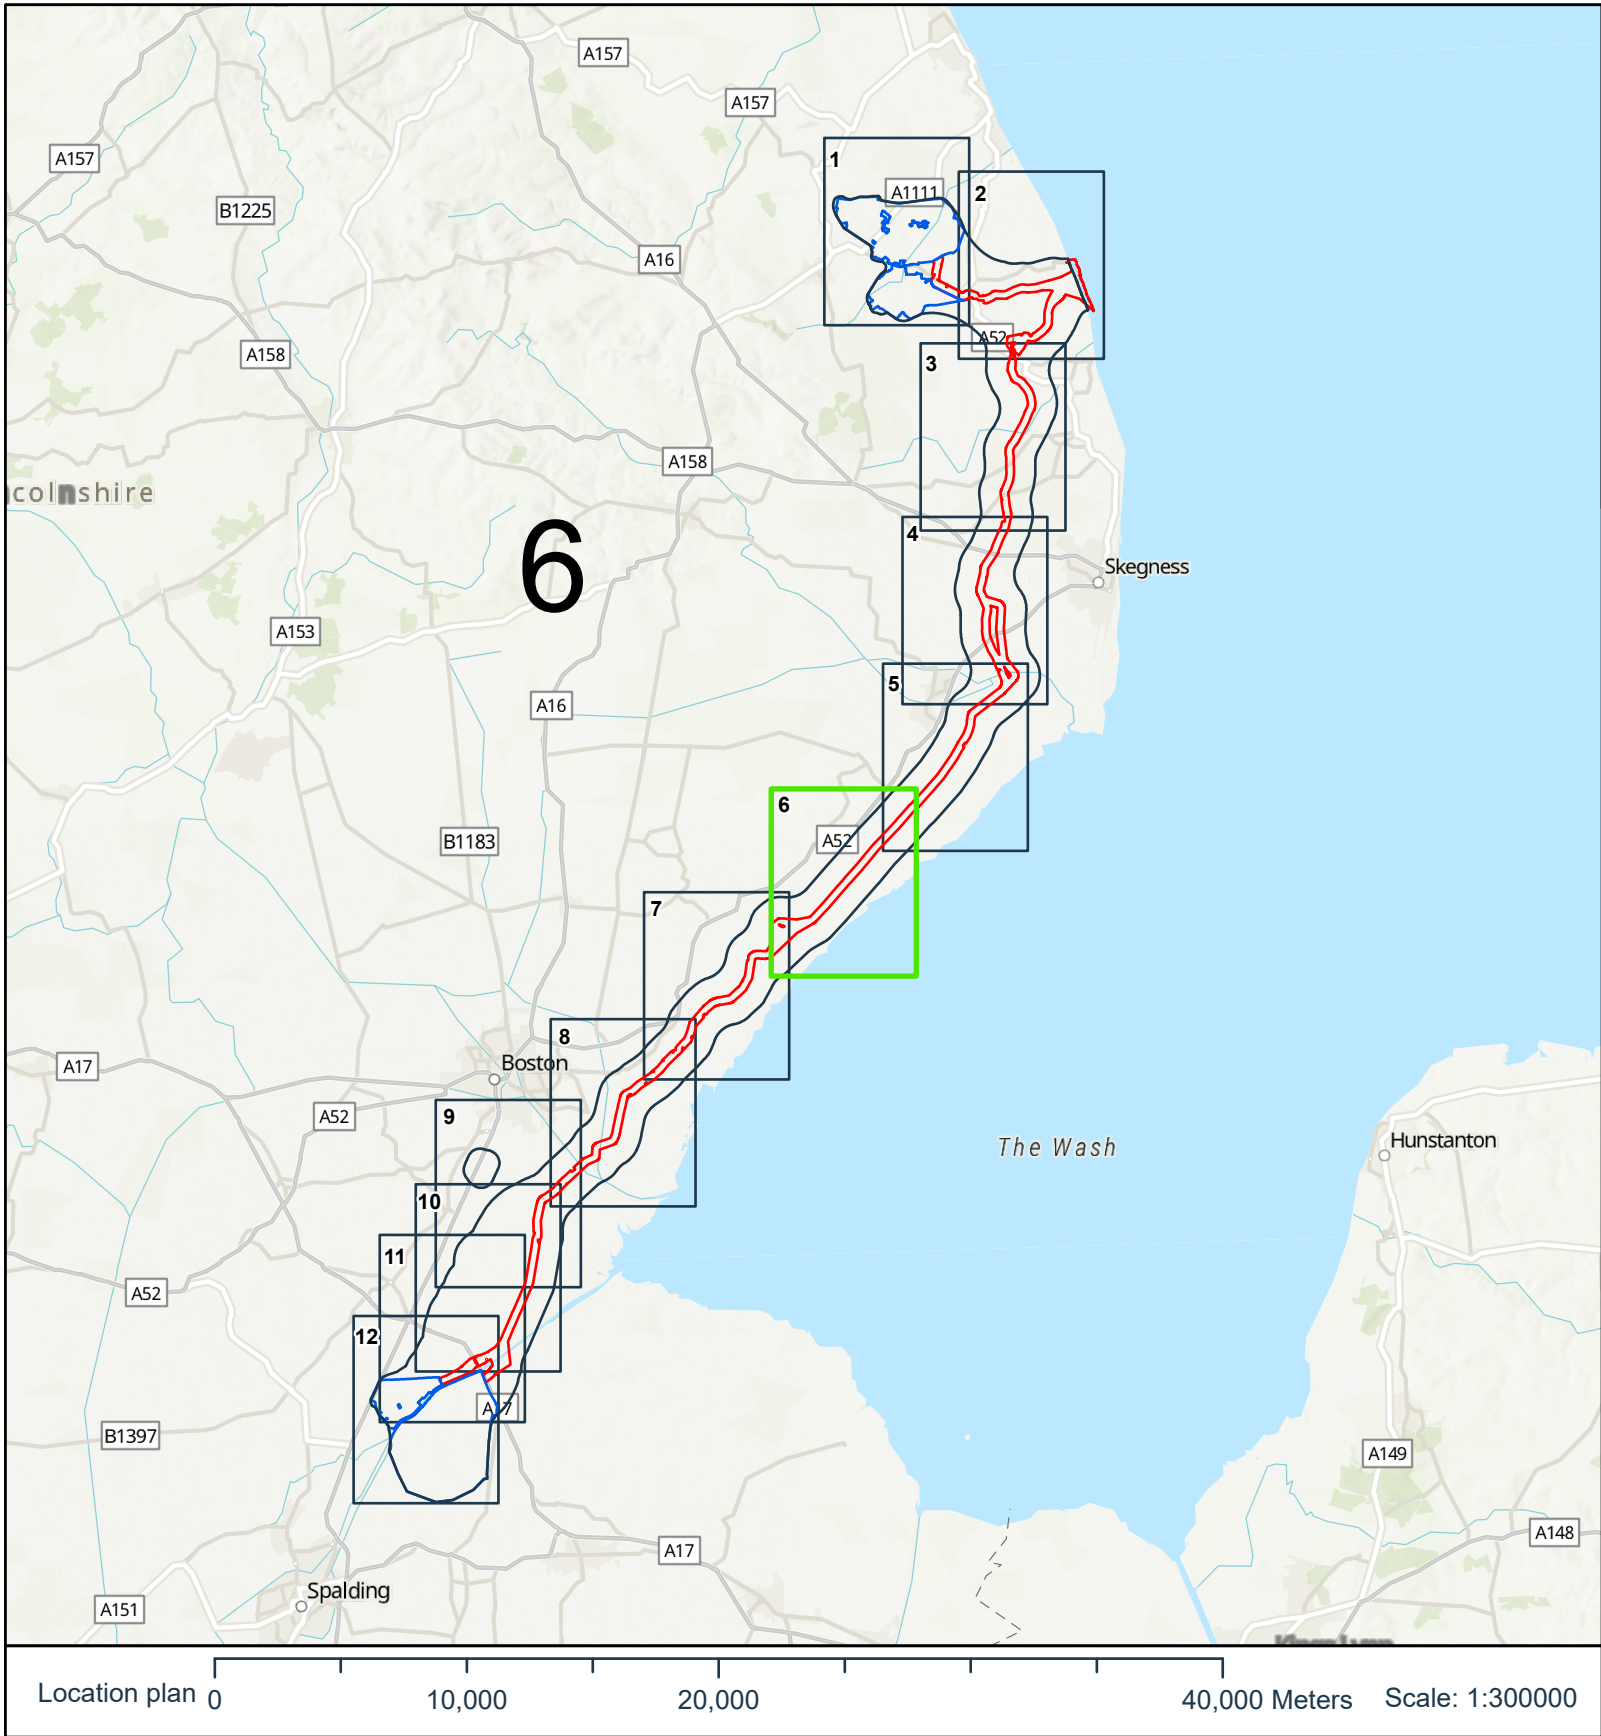 A157
A157
A157
1
A1111
2
B1225
A16
A52
A158
3
A158
6
4
Skegness
A153
5
A16
6
A52
B1183
7
8
Boston
A17
A52
9
The Wash
Hunstanton
10
11
A52
12
A17
B1397
A149
A148
A17
Spalding
A151
Location plan 0 10,000 20,000 40,000 Meters Scale: 1:300000